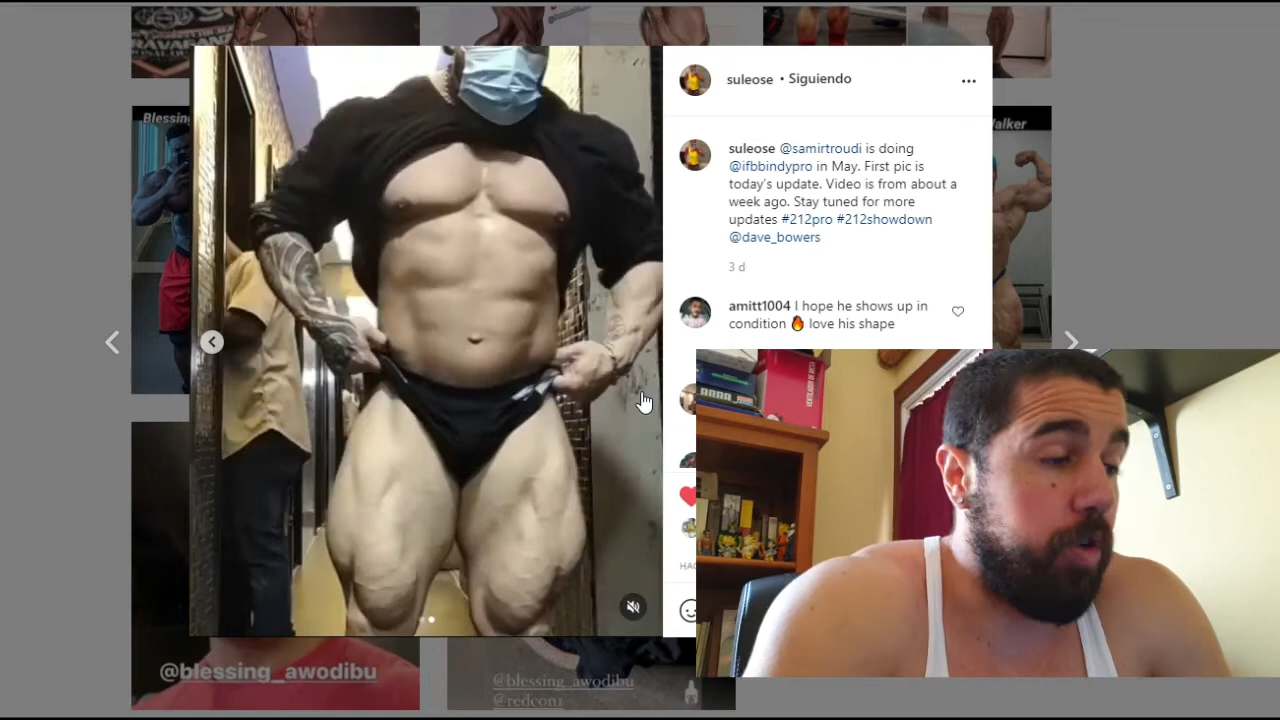 Blessing
alker
suleose • Siguiendo
suleose @samirtroudi is doing
@ifbbindypro in May. First pic is
today's update. Video is from about a
week ago. Stay tuned for more
updates #212pro #212showdown
@dave_bowers
3 d
amitt1004 I hope he shows up in
condition 🔥 love his shape
HAC
@blessing_awodibu
@blessing_awodibu
@redcon1